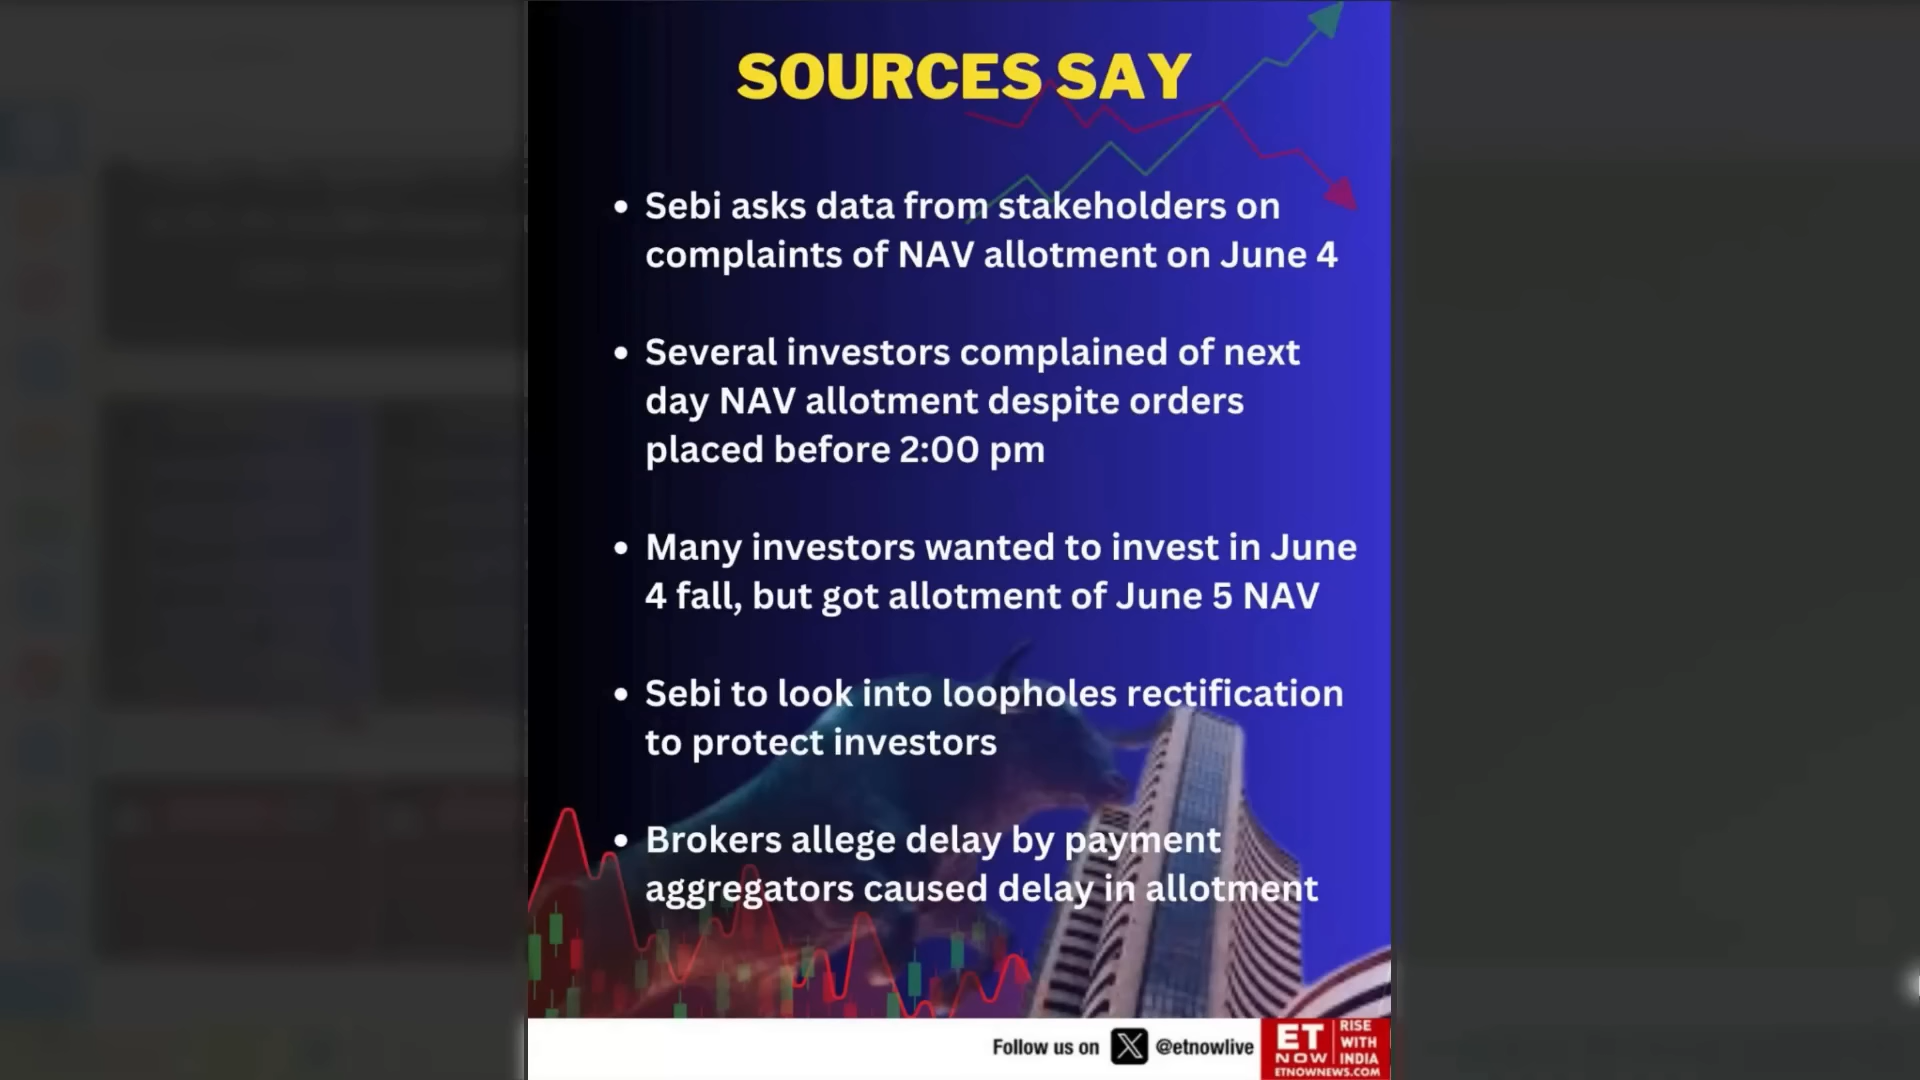 SOURCES SAY
• Sebi asks data from stakeholders on
complaints of NAV allotment on June 4
• Several investors complained of next
day NAV allotment despite orders
placed before 2:00 pm
• Many investors wanted to invest in June
4 fall, but got allotment of June 5 NAV
• Sebi to look into loopholes rectification
to protect investors
• Brokers allege delay by payment
aggregators caused delay in allotment
Follow us on X @etnowlive
ET NOW
RISE
WITH
INDIA
ETNOWNEWS.COM